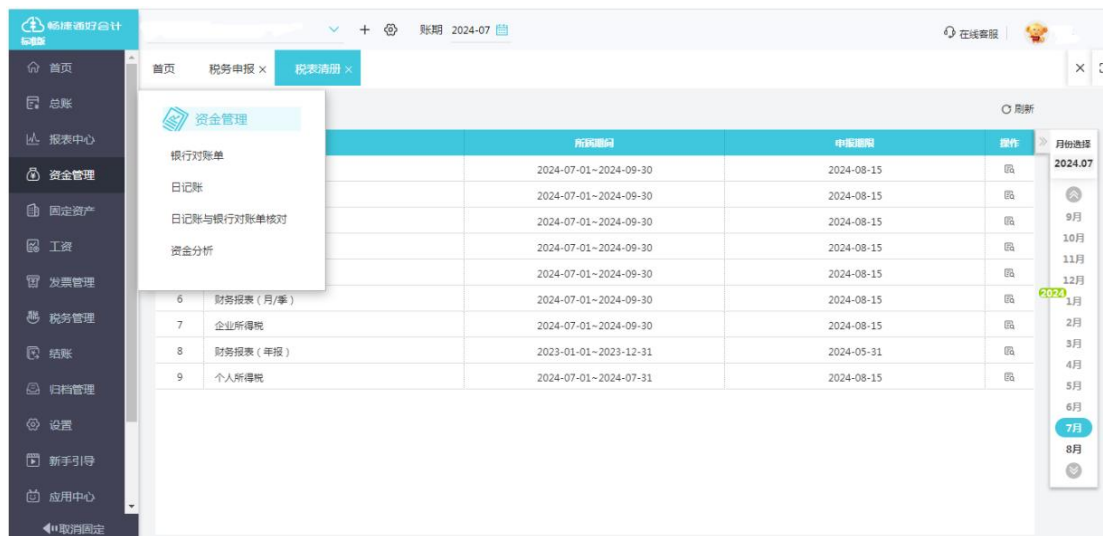 畅捷通好会计
标准版
账期 2024-07
在线客服
首页
总账
报表中心
资金管理
固定资产
工资
发票管理
税务管理
结账
归档管理
设置
新手引导
应用中心
取消固定
首页 税务申报 × 税表清册 ×
刷新
资金管理
银行对账单
日记账
日记账与银行对账单核对
资金分析
所属期间 申报期限 操作
2024-07-01~2024-09-30 2024-08-15
2024-07-01~2024-09-30 2024-08-15
2024-07-01~2024-09-30 2024-08-15
2024-07-01~2024-09-30 2024-08-15
2024-07-01~2024-09-30 2024-08-15
6 财务报表（月/季） 2024-07-01~2024-09-30 2024-08-15
7 企业所得税 2024-07-01~2024-09-30 2024-08-15
8 财务报表（年报） 2023-01-01~2023-12-31 2024-05-31
9 个人所得税 2024-07-01~2024-07-31 2024-08-15
月份选择
2024.07
9月
10月
11月
12月
2024
1月
2月
3月
4月
5月
6月
7月
8月